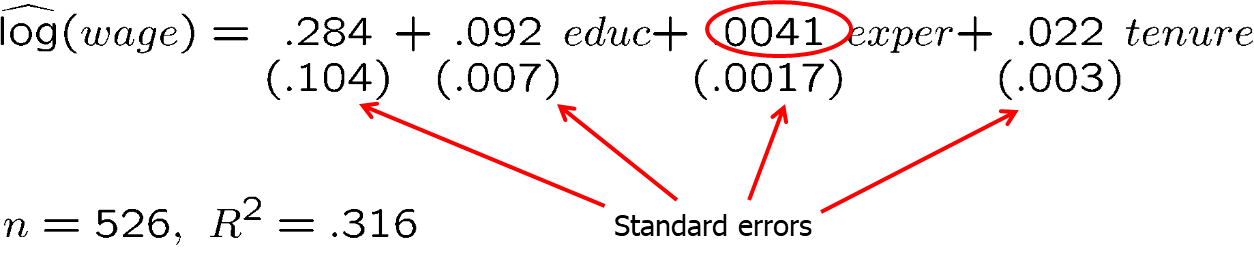 log(wage) = .284 + .092 educ+ .0041 exper+ .022 tenure
(.104) (.007) (.0017) (.003)
n = 526, R² = .316
Standard errors